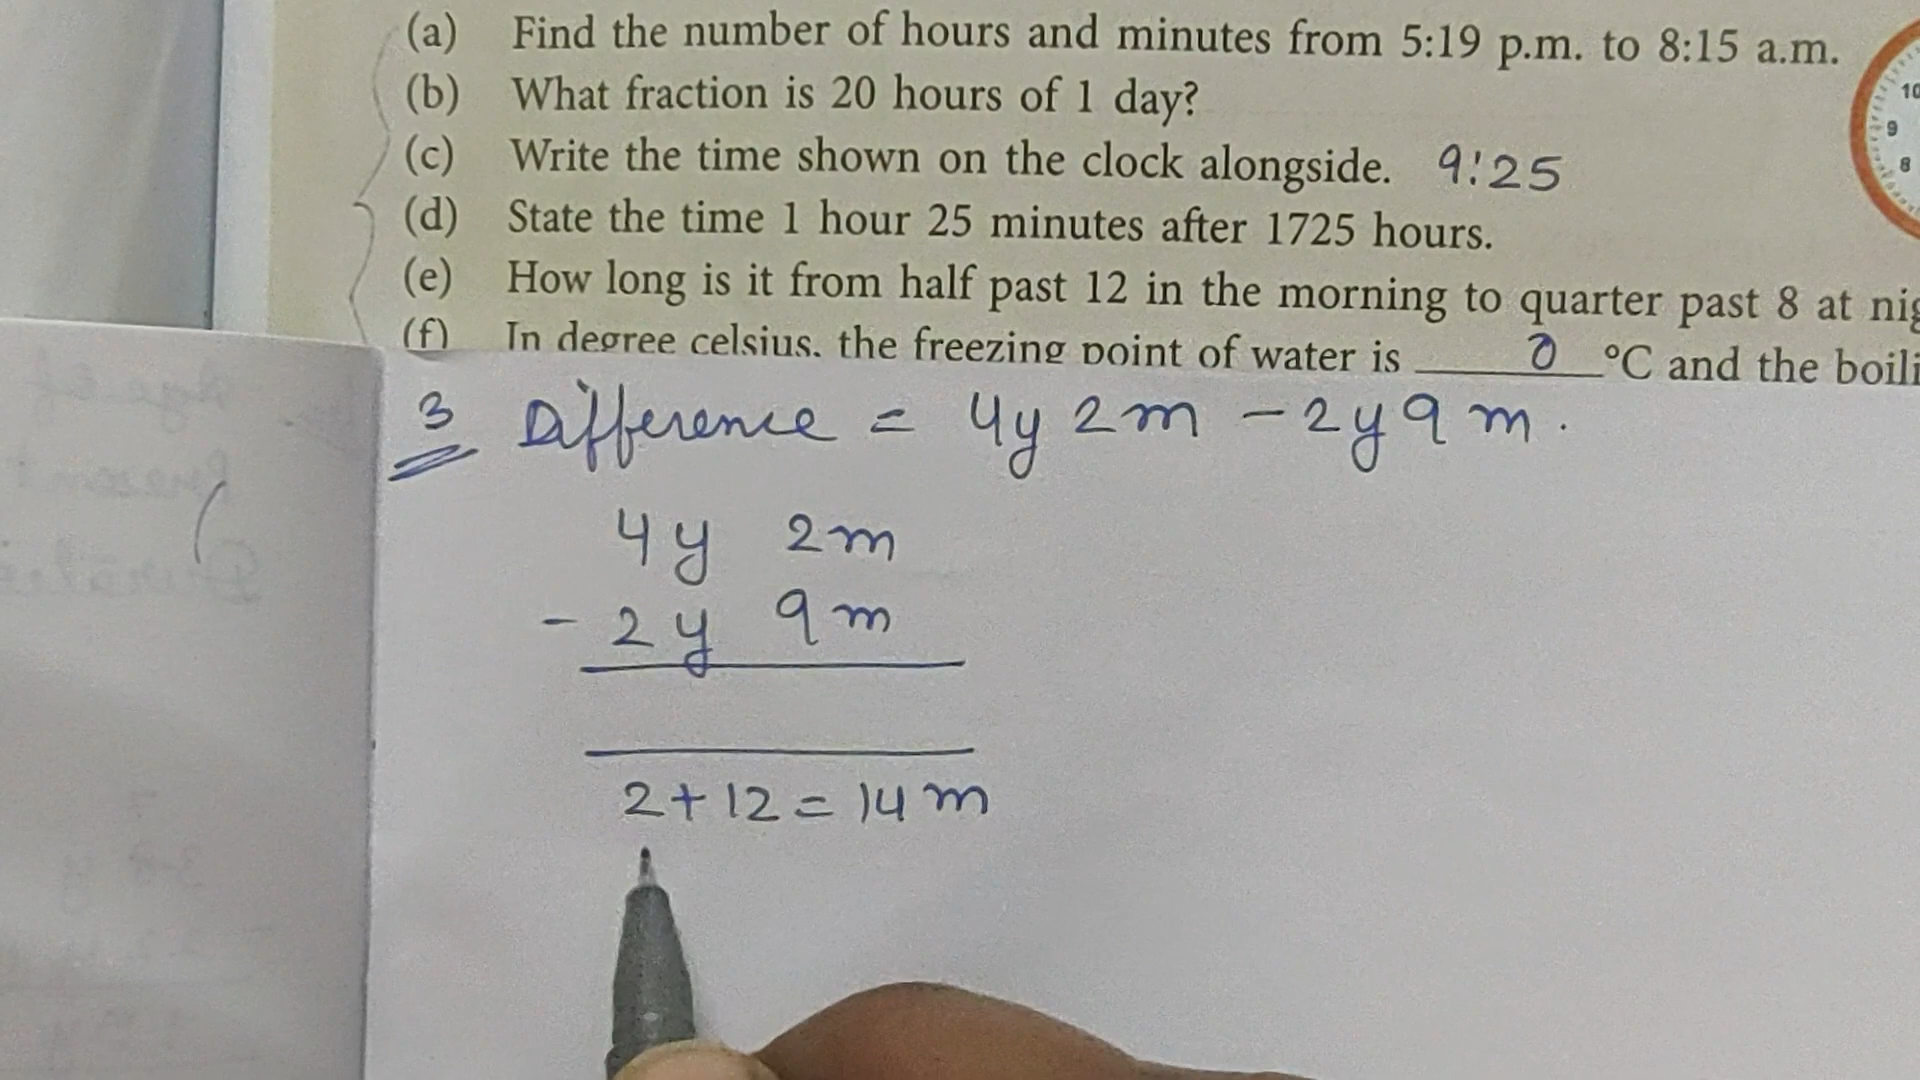 (a) Find the number of hours and minutes from 5:19 p.m. to 8:15 a.m.
(b) What fraction is 20 hours of 1 day?
(c) Write the time shown on the clock alongside. 9:25
(d) State the time 1 hour 25 minutes after 1725 hours.
(e) How long is it from half past 12 in the morning to quarter past 8 at
(f) In degree celsius, the freezing point of water is 0 °C and the
10
9
8
3 Difference = 4y 2m - 2y 9m.
4y 2m
- 2y 9m
2+12=14m